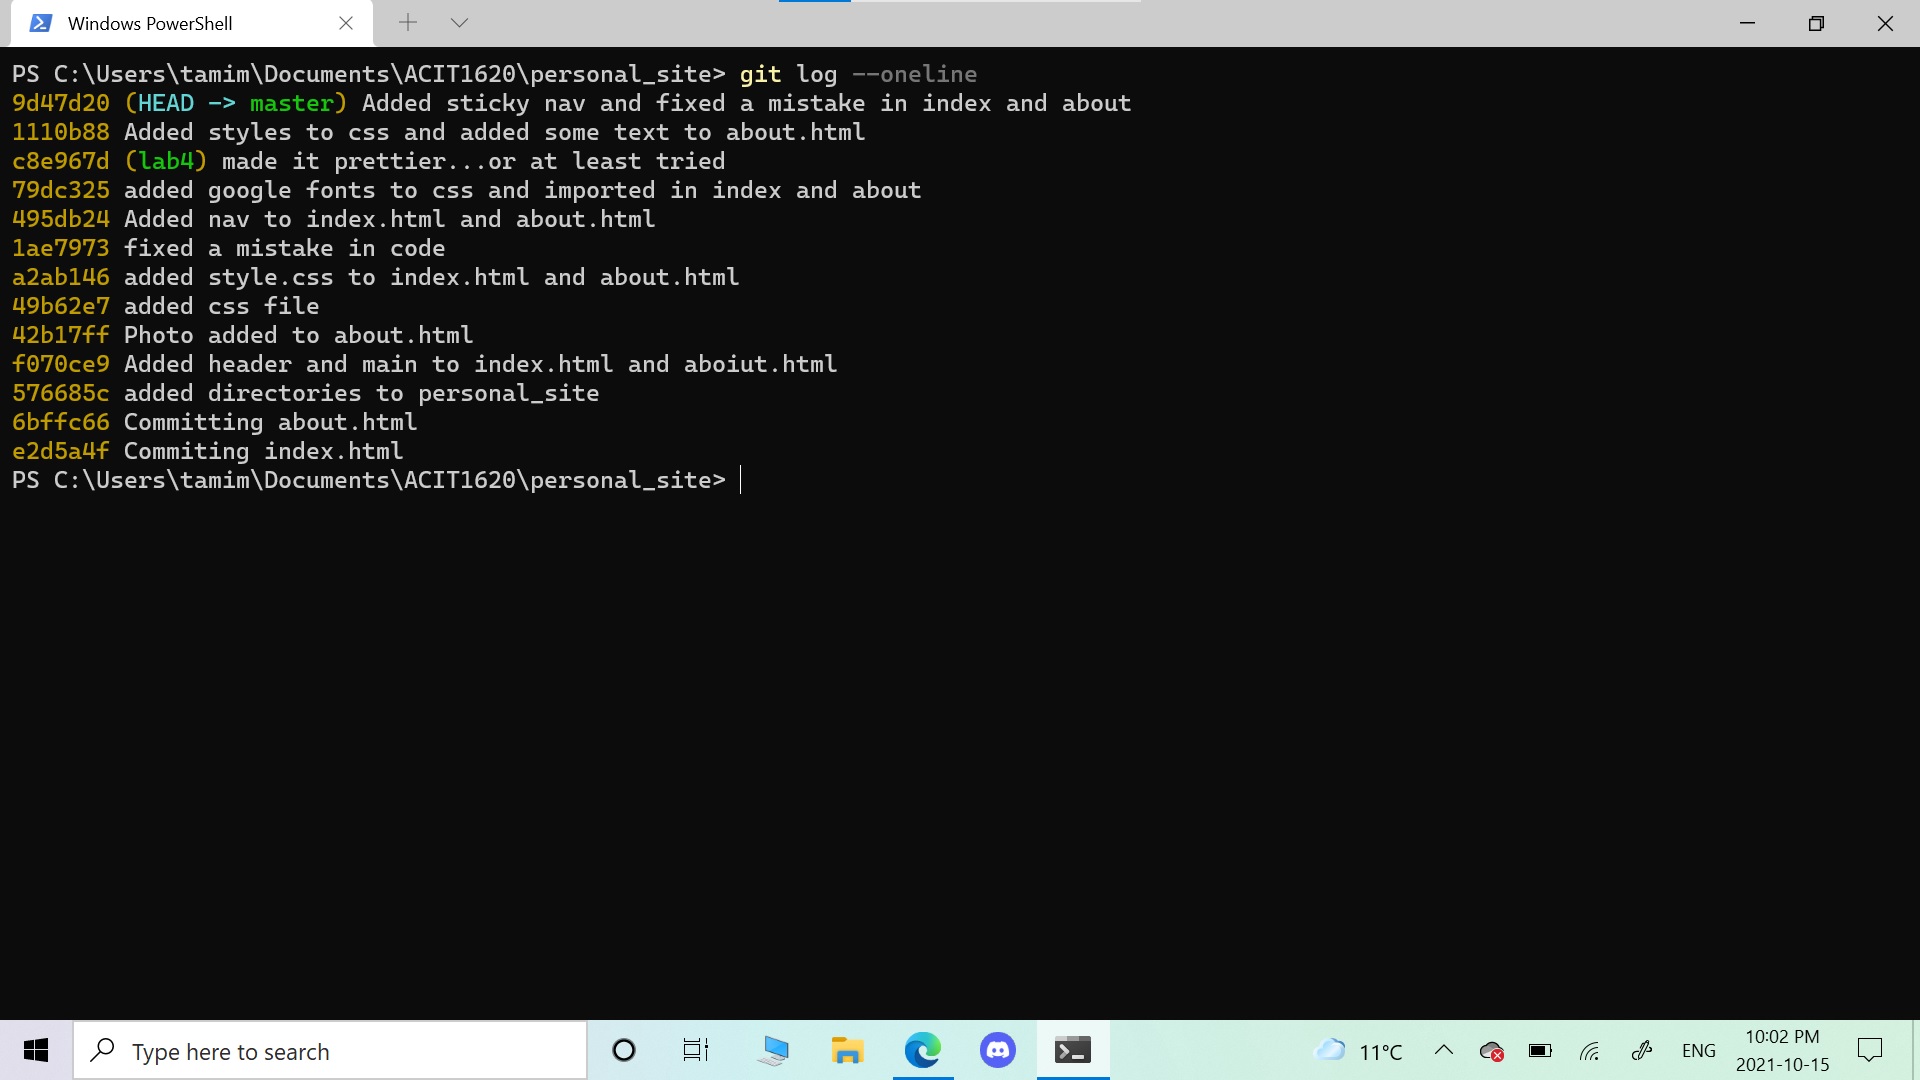 Windows PowerShell
PS C:\Users\tamim\Documents\ACIT1620\personal_site> git log --oneline
9d47d20 (HEAD -> master) Added sticky nav and fixed a mistake in index and about
1110b88 Added styles to css and added some text to about.html
c8e967d (lab4) made it prettier...or at least tried
79dc325 added google fonts to css and imported in index and about
495db24 Added nav to index.html and about.html
1ae7973 fixed a mistake in code
a2ab146 added style.css to index.html and about.html
49b62e7 added css file
42b17ff Photo added to about.html
f070ce9 Added header and main to index.html and aboiut.html
576685c added directories to personal_site
6bffc66 Committing about.html
e2d5a4f Commiting index.html
PS C:\Users\tamim\Documents\ACIT1620\personal_site>
Type here to search
11°C
ENG
10:02 PM
2021-10-15